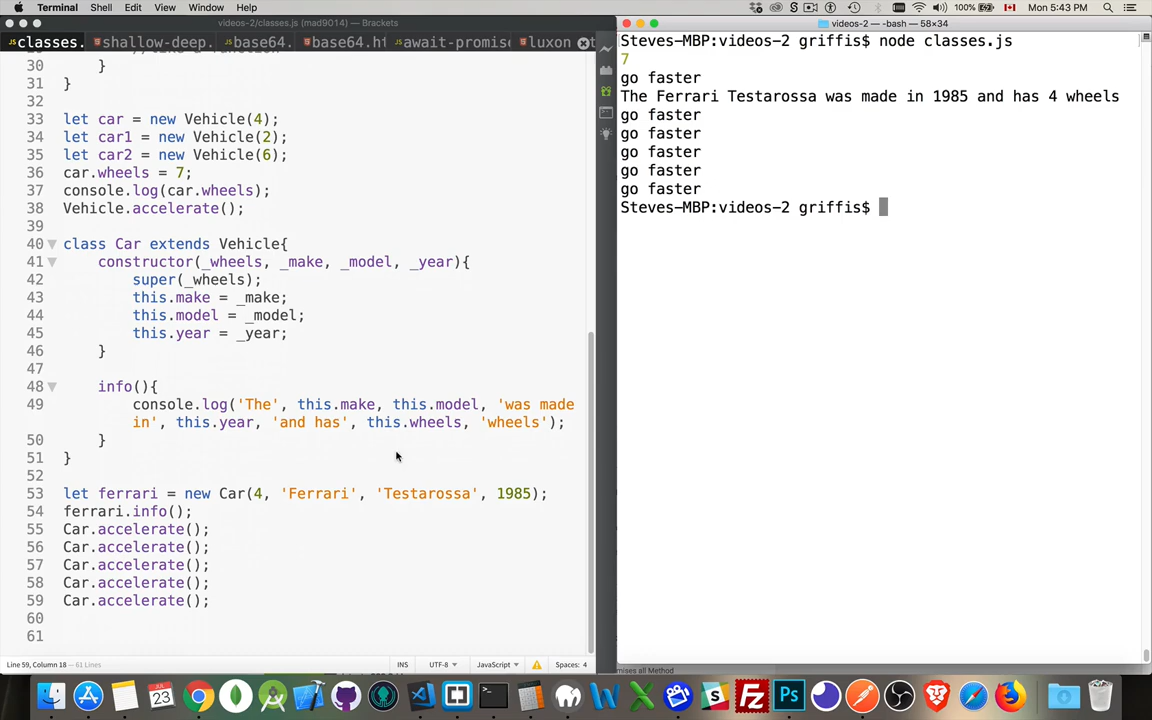 Terminal Shell Edit View Window Help
100% Mon 5:43 PM
videos-2/classes.js (mad9014) — Brackets
classes. shallow-deep. base64. base64.ht await-promise luxon t
30 }
31 }
32
33 let car = new Vehicle(4);
34 let car1 = new Vehicle(2);
35 let car2 = new Vehicle(6);
36 car.wheels = 7;
37 console.log(car.wheels);
38 Vehicle.accelerate();
39
40 class Car extends Vehicle{
41 constructor(_wheels, _make, _model, _year){
42 super(_wheels);
43 this.make = _make;
44 this.model = _model;
45 this.year = _year;
46 }
47
48 info(){
49 console.log('The', this.make, this.model, 'was made
in', this.year, 'and has', this.wheels, 'wheels');
50 }
51 }
52
53 let ferrari = new Car(4, 'Ferrari', 'Testarossa', 1985);
54 ferrari.info();
55 Car.accelerate();
56 Car.accelerate();
57 Car.accelerate();
58 Car.accelerate();
59 Car.accelerate();
60
61
Line 59, Column 18 — 61 Lines
INS UTF-8 JavaScript Spaces: 4
videos-2 — -bash — 58×34
Steves-MBP:videos-2 griffis$ node classes.js
7
go faster
The Ferrari Testarossa was made in 1985 and has 4 wheels
go faster
go faster
go faster
go faster
go faster
Steves-MBP:videos-2 griffis$
mises all Method
23